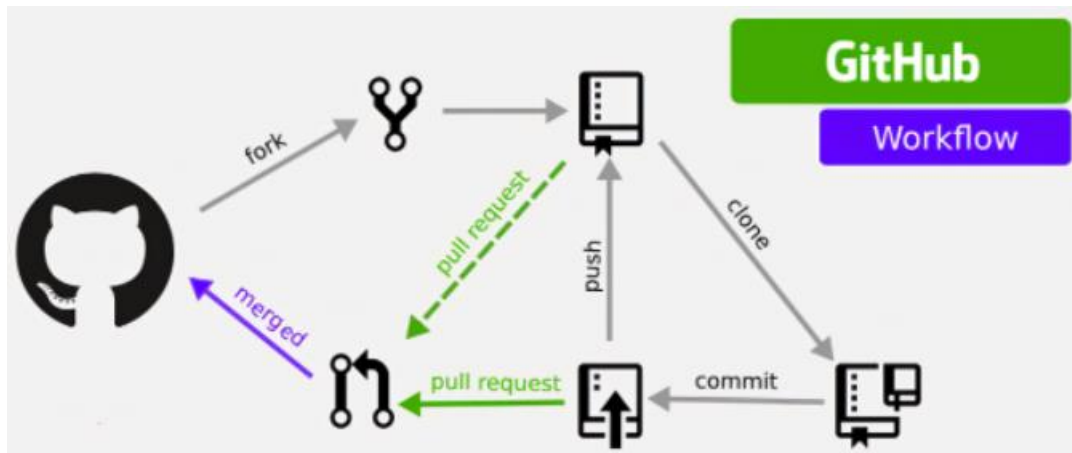 GitHub
Workflow
fork
pull request
clone
push
merged
pull request
commit